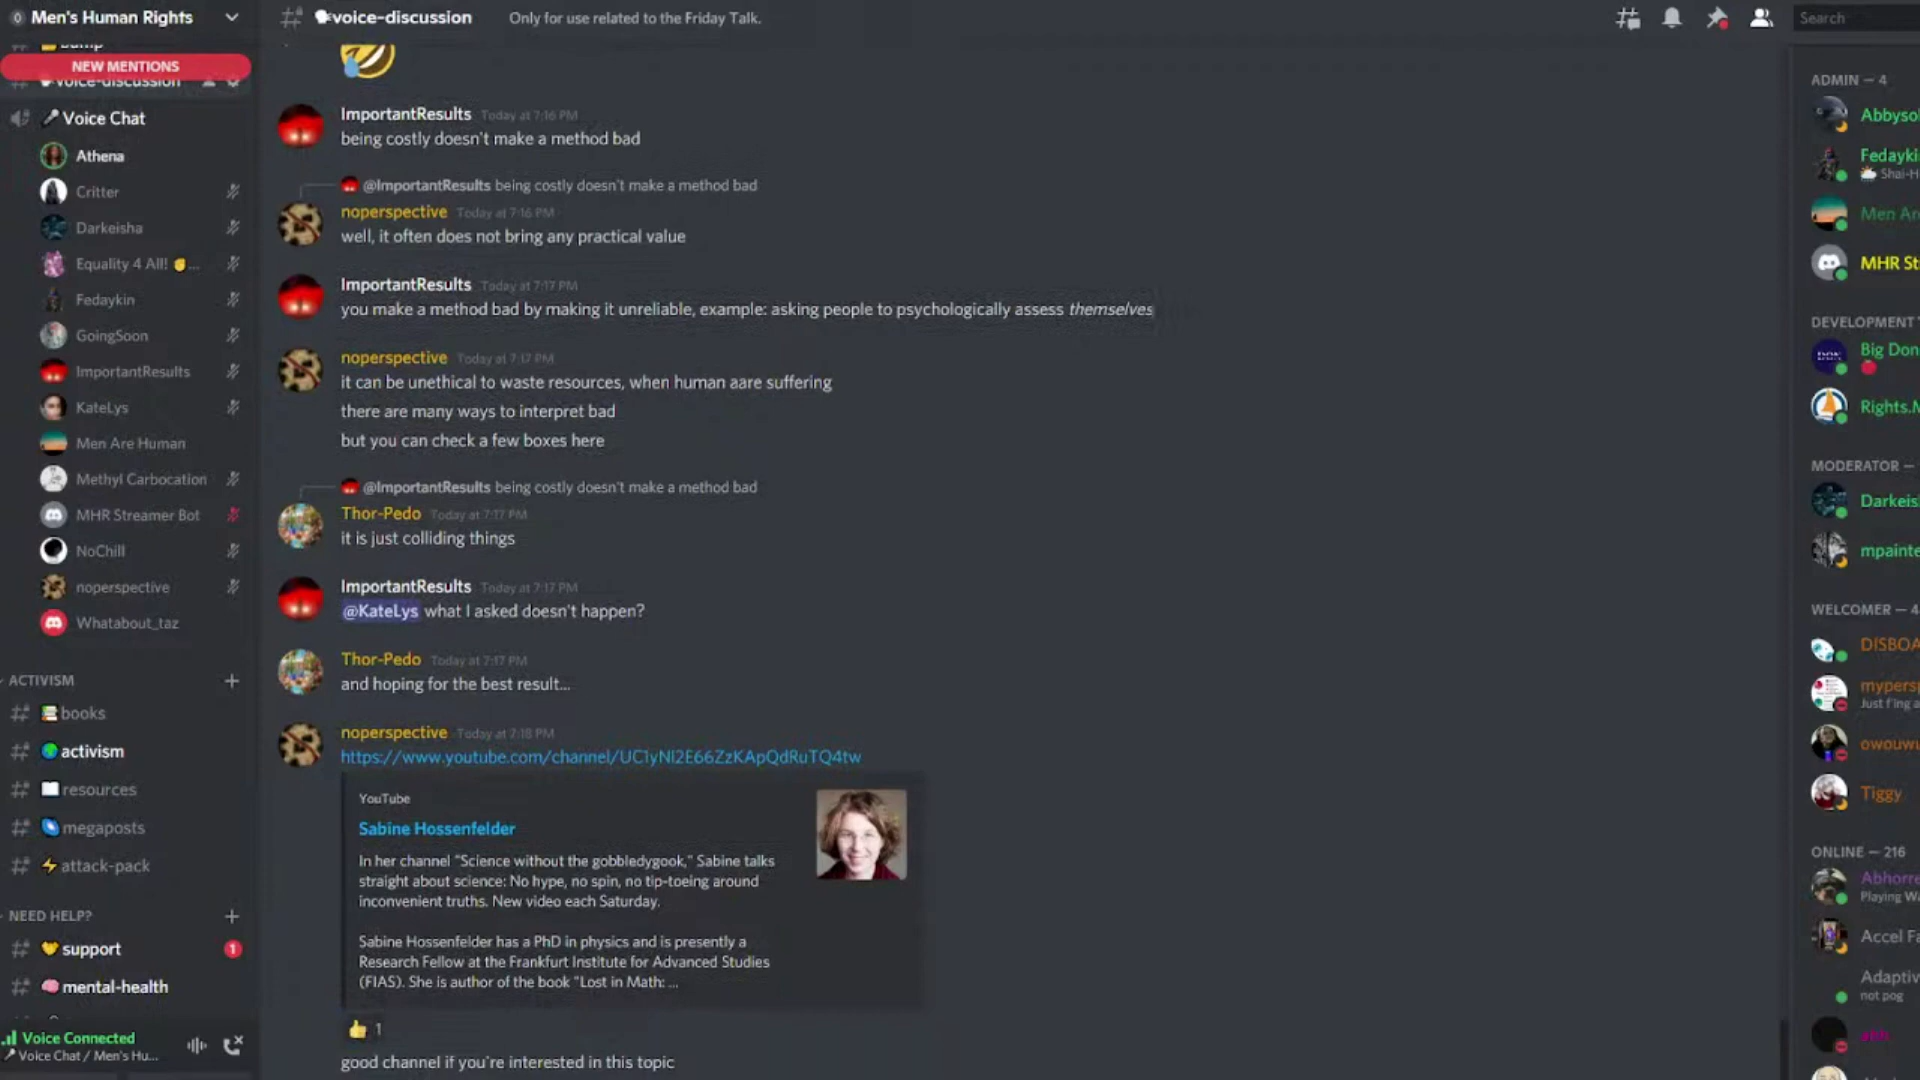 Men's Human Rights
NEW MENTIONS
voice-discussion
Voice Chat
Athena
Critter
Darkeisha
Equality 4 All! ✊...
Fedaykin
GoingSoon
ImportantResults
KateLys
Men Are Human
Methyl Carbocation
MHR Streamer Bot
NoChill
noperspective
Whatabout_taz
ACTIVISM
books
activism
resources
megaposts
attack-pack
NEED HELP?
support 1
mental-health
Voice Connected
Voice Chat / Men's Hu...
voice-discussion Only for use related to the Friday Talk.
ImportantResults Today at 7:16 PM
being costly doesn't make a method bad
@ImportantResults being costly doesn't make a method bad
noperspective Today at 7:16 PM
well, it often does not bring any practical value
ImportantResults Today at 7:17 PM
you make a method bad by making it unreliable, example: asking people to psychologically assess themselves
noperspective Today at 7:17 PM
it can be unethical to waste resources, when human aare suffering
there are many ways to interpret bad
but you can check a few boxes here
@ImportantResults being costly doesn't make a method bad
Thor-Pedo Today at 7:17 PM
it is just colliding things
ImportantResults Today at 7:17 PM
@KateLys what I asked doesn't happen?
Thor-Pedo Today at 7:17 PM
and hoping for the best result...
noperspective Today at 7:18 PM
https://www.youtube.com/channel/UC1yNl2E66ZzKApQdRuTQ4tw
YouTube
Sabine Hossenfelder
In her channel "Science without the gobbledygook," Sabine talks
straight about science: No hype, no spin, no tip-toeing around
inconvenient truths. New video each Saturday.
Sabine Hossenfelder has a PhD in physics and is presently a
Research Fellow at the Frankfurt Institute for Advanced Studies
(FIAS). She is author of the book "Lost in Math: ...
👍 1
good channel if you're interested in this topic
Search
ADMIN — 4
Abbyso
Fedayki
Shai-H
Men Are
MHR St
DEVELOPMENT
Big Don
DON
Rights.M
MODERATOR —
Darkeis
mpainte
WELCOMER — 4
DISBOA
mypersp
Just f'ing a
owouwu
Tiggy
ONLINE — 216
Abhorre
Playing Wa
Accel Fa
Adaptiv
not pog